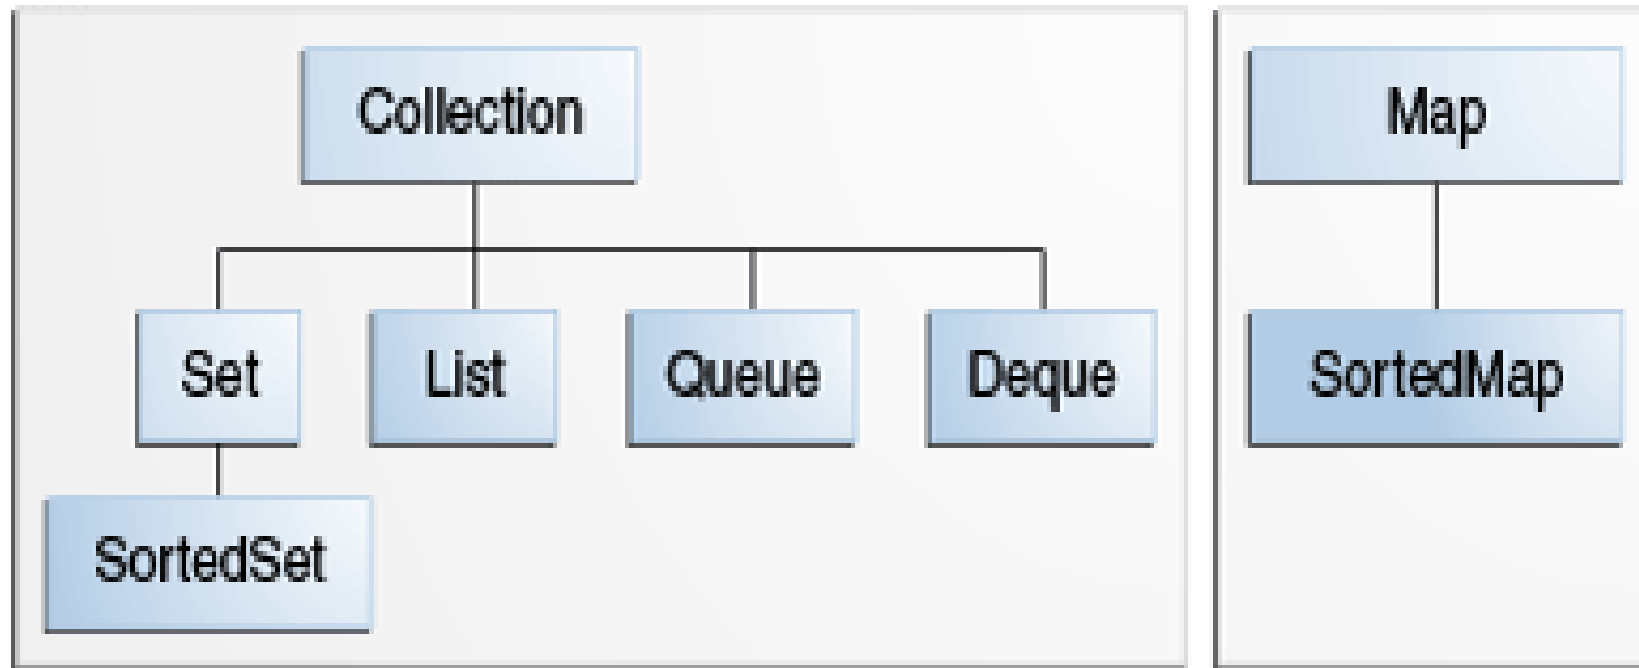 Collection
Map
Set
List
Queue
Deque
SortedMap
SortedSet